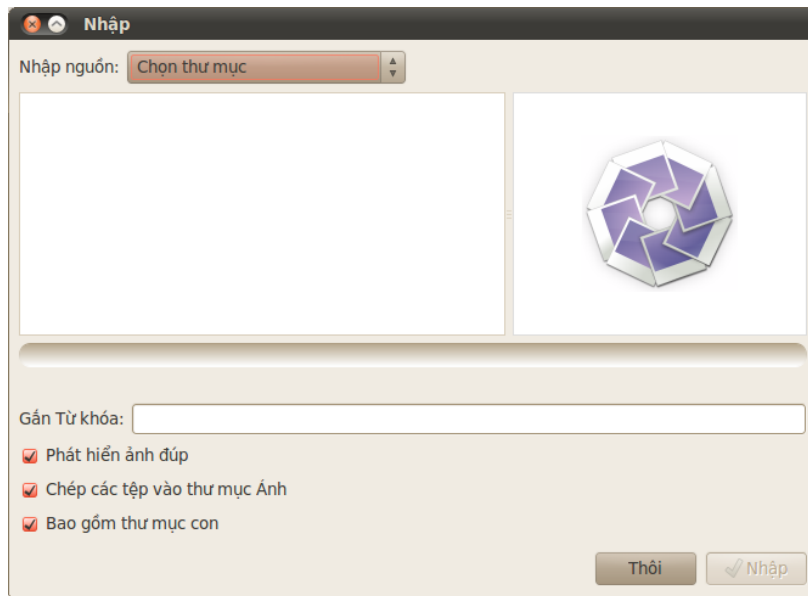 Nhập
Nhập nguồn: Chọn thư mục
Gắn Từ khóa:
Phát hiển ảnh đúp
Chép các tệp vào thư mục Ảnh
Bao gồm thư mục con
Thôi Nhập